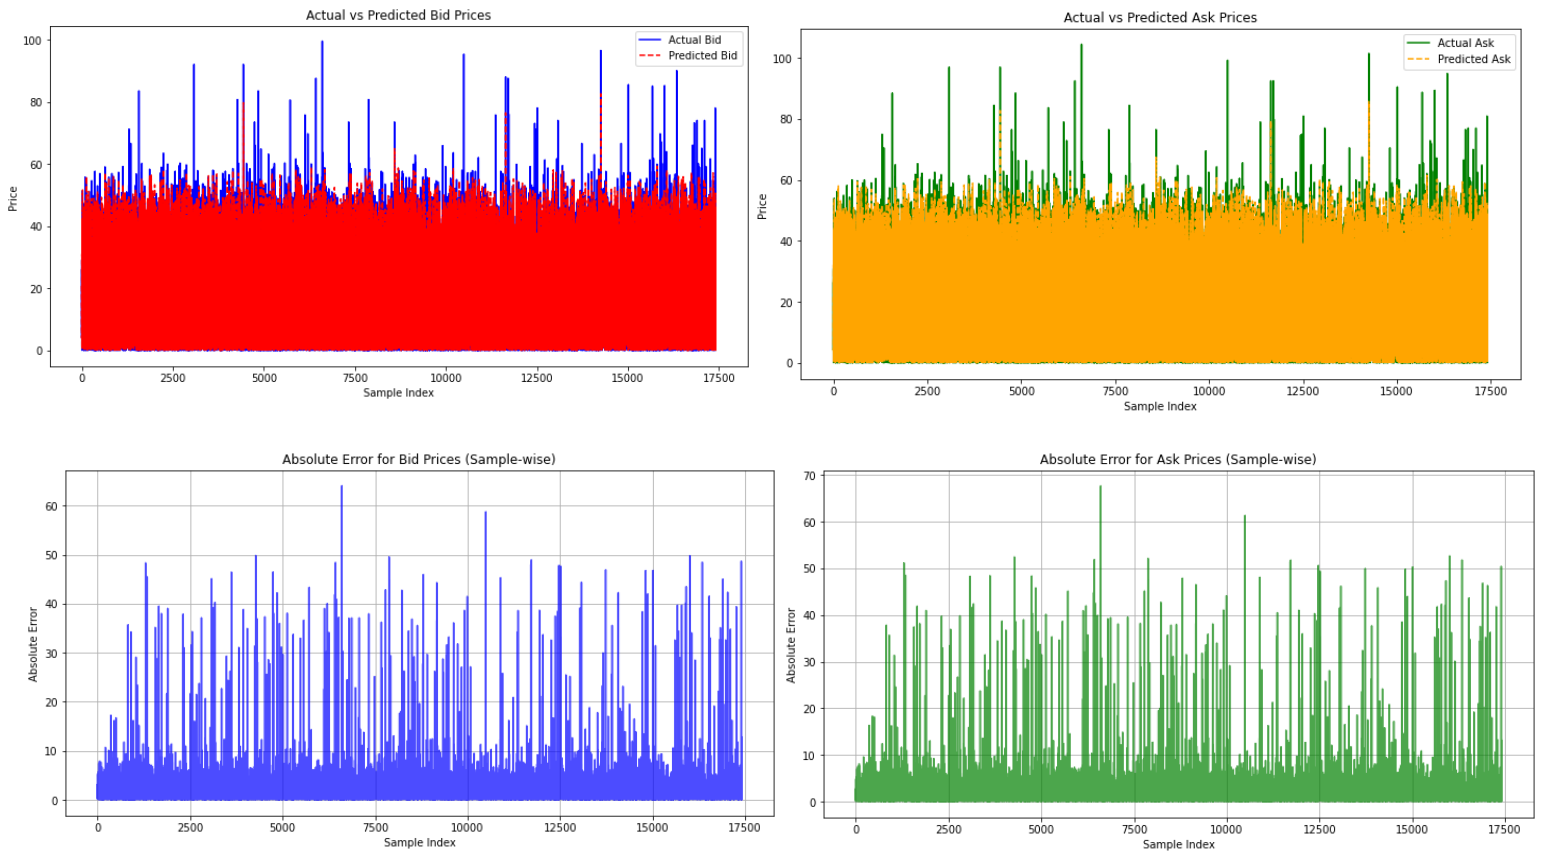 Actual vs Predicted Bid Prices
Actual Bid
Predicted Bid
Price
100
80
60
40
20
0
0 2500 5000 7500 10000 12500 15000 17500
Sample Index
Actual vs Predicted Ask Prices
Actual Ask
Predicted Ask
Price
100
80
60
40
20
0
0 2500 5000 7500 10000 12500 15000 17500
Sample Index
Absolute Error for Bid Prices (Sample-wise)
Absolute Error
60
50
40
30
20
10
0
0 2500 5000 7500 10000 12500 15000 17500
Sample Index
Absolute Error for Ask Prices (Sample-wise)
Absolute Error
70
60
50
40
30
20
10
0
0 2500 5000 7500 10000 12500 15000 17500
Sample Index